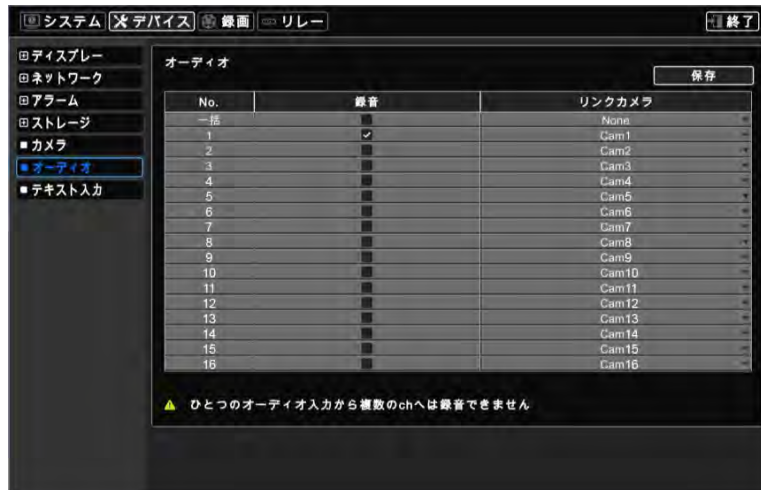 システム デバイス 録画 リレー 終了
ディスプレー
ネットワーク
アラーム
ストレージ
カメラ
オーディオ
テキスト入力
オーディオ
保存
No. 録音 リンクカメラ
一括 None
1 Cam1
2 Cam2
3 Cam3
4 Cam4
5 Cam5
6 Cam6
7 Cam7
8 Cam8
9 Cam9
10 Cam10
11 Cam11
12 Cam12
13 Cam13
14 Cam14
15 Cam15
16 Cam16
ひとつのオーディオ入力から複数のchへは録音できません